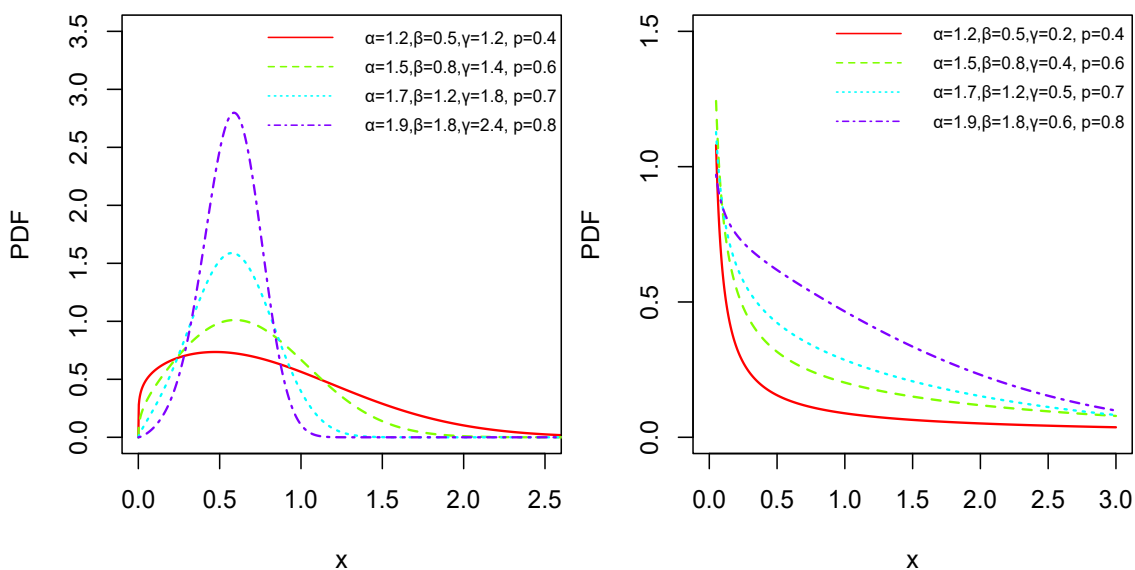 3.5
3.0
2.5
2.0
1.5
1.0
0.5
0.0
PDF
α=1.2,β=0.5,γ=1.2, p=0.4
α=1.5,β=0.8,γ=1.4, p=0.6
α=1.7,β=1.2,γ=1.8, p=0.7
α=1.9,β=1.8,γ=2.4, p=0.8
0.0 0.5 1.0 1.5 2.0 2.5
x
1.5
1.0
0.5
0.0
PDF
α=1.2,β=0.5,γ=0.2, p=0.4
α=1.5,β=0.8,γ=0.4, p=0.6
α=1.7,β=1.2,γ=0.5, p=0.7
α=1.9,β=1.8,γ=0.6, p=0.8
0.0 0.5 1.0 1.5 2.0 2.5 3.0
x